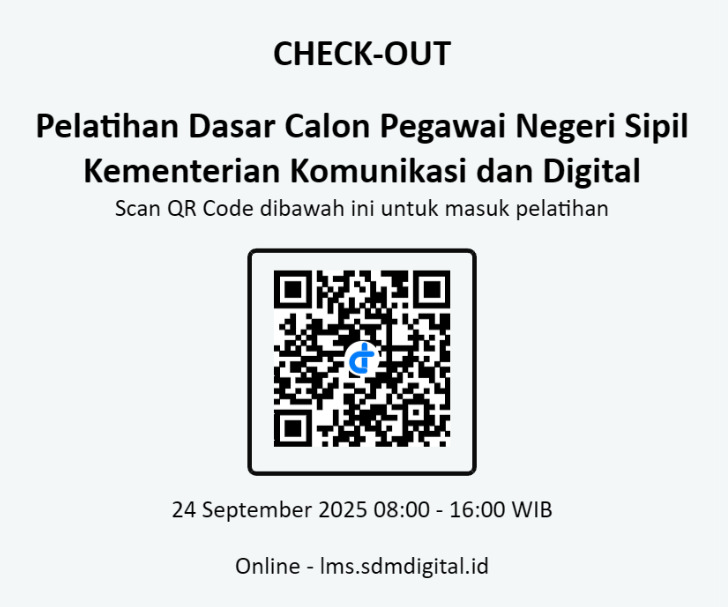 CHECK-OUT
Pelatihan Dasar Calon Pegawai Negeri Sipil
Kementerian Komunikasi dan Digital
Scan QR Code dibawah ini untuk masuk pelatihan
24 September 2025 08:00 - 16:00 WIB
Online - lms.sdmdigital.id